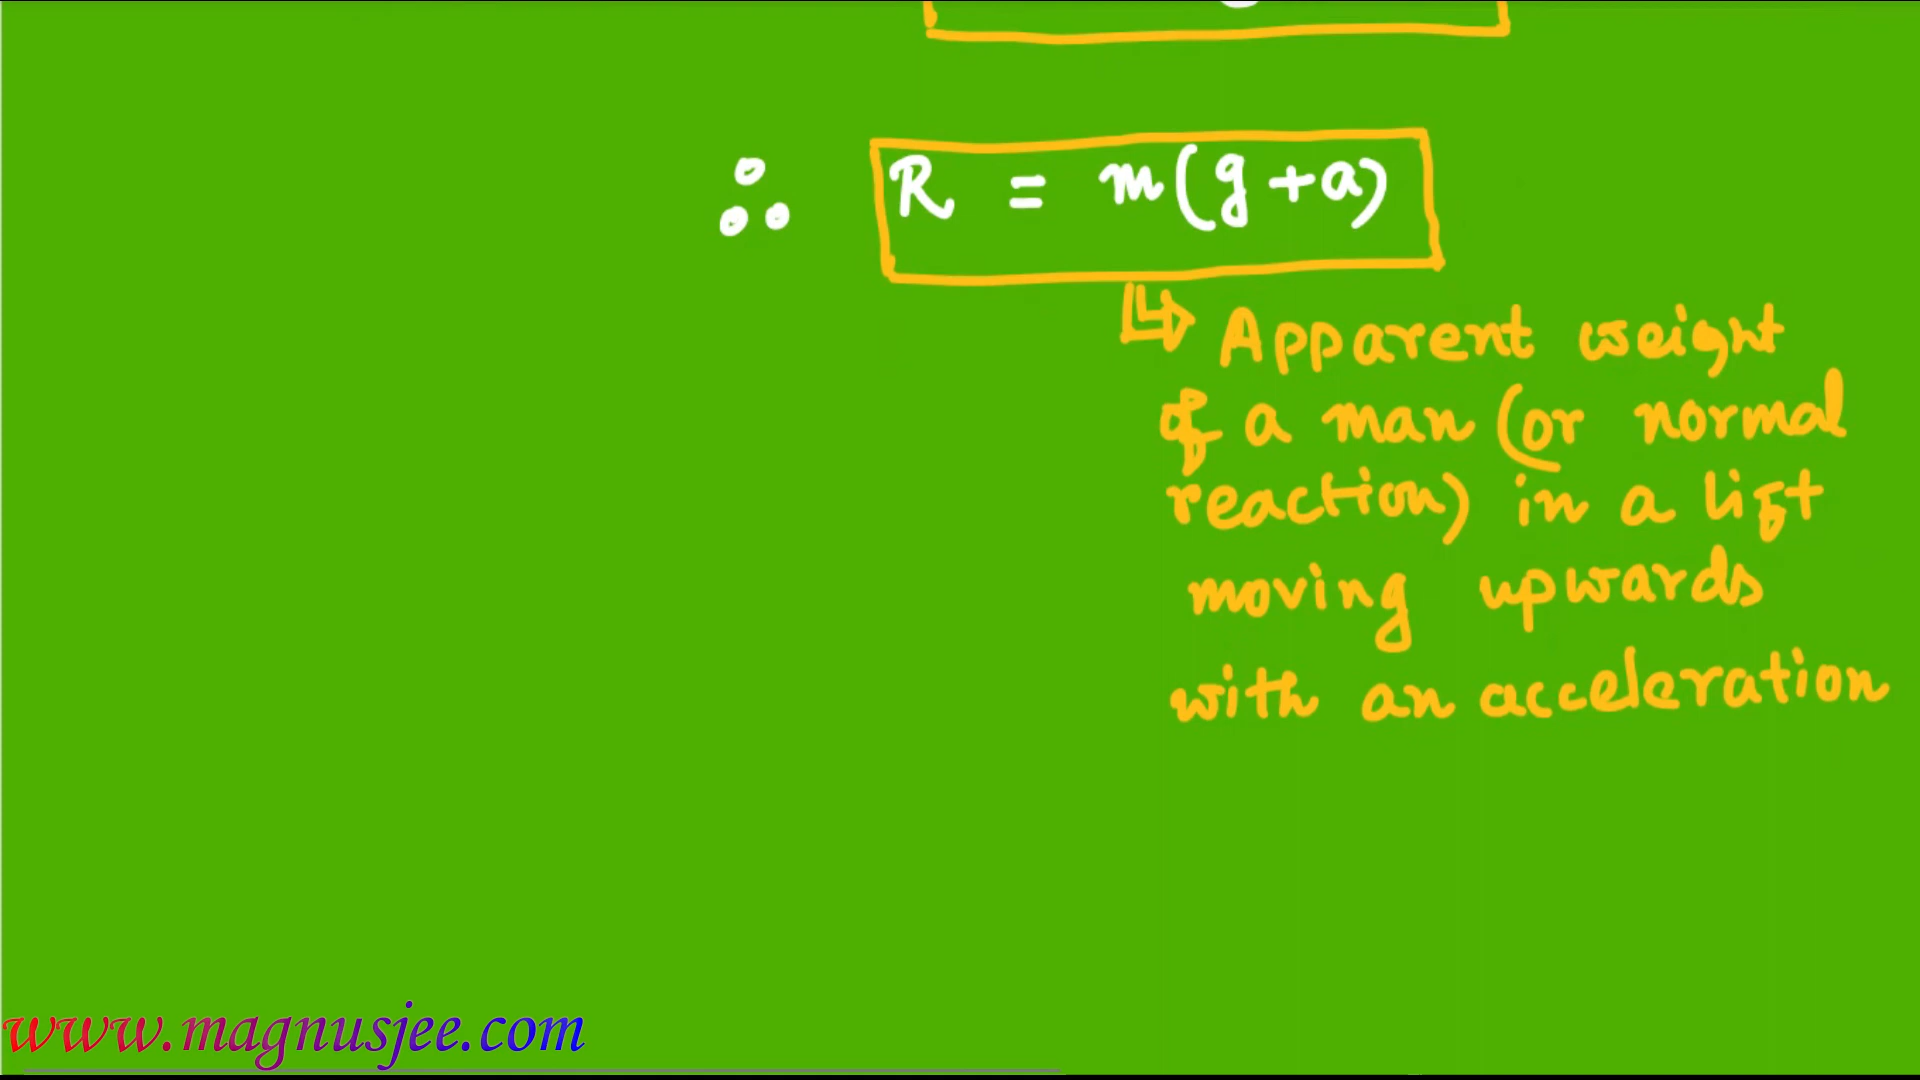 ∴ R = m(g+a)
↳ Apparent weight
of a man (or normal
reaction) in a lift
moving upwards
with an acceleration
www.magnusjee.com